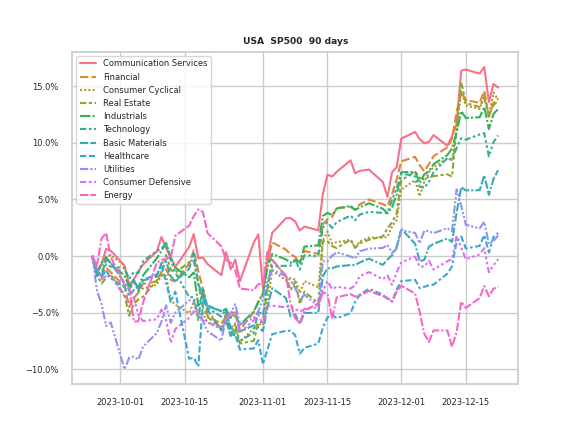 USA SP500 90 days
Communication Services
Financial
Consumer Cyclical
Real Estate
Industrials
Technology
Basic Materials
Healthcare
Utilities
Consumer Defensive
Energy
15.0%
10.0%
5.0%
0.0%
−5.0%
−10.0%
2023-10-01 2023-10-15 2023-11-01 2023-11-15 2023-12-01 2023-12-15